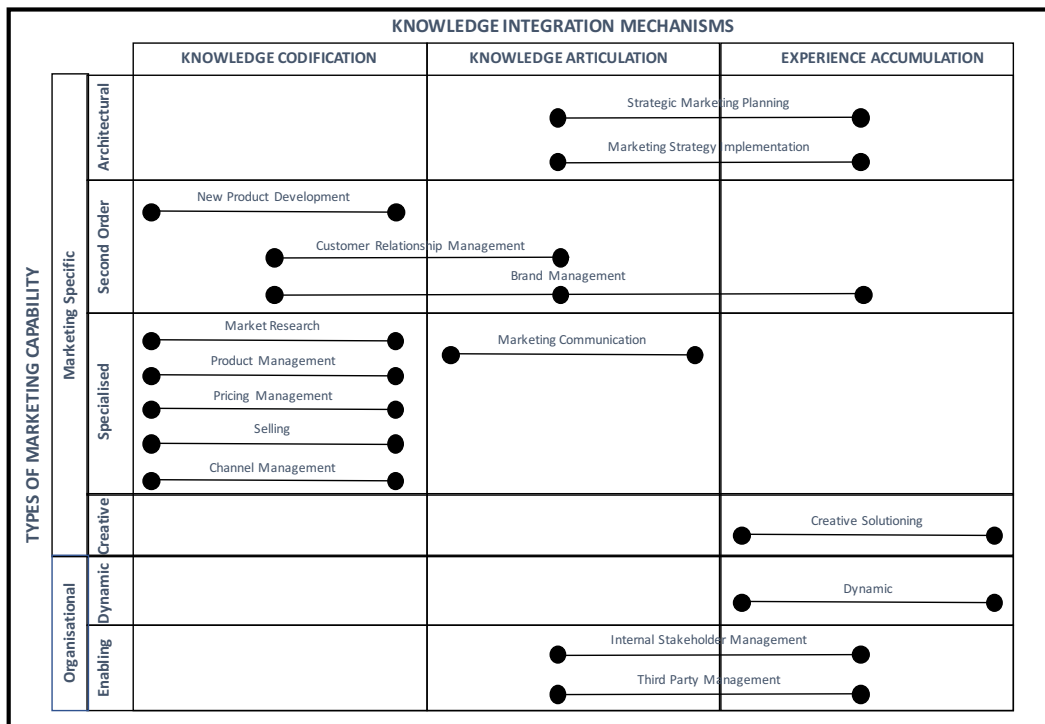 KNOWLEDGE INTEGRATION MECHANISMS
KNOWLEDGE CODIFICATION
KNOWLEDGE ARTICULATION
EXPERIENCE ACCUMULATION
TYPES OF MARKETING CAPABILITY
Marketing Specific
Architectural
Strategic Marketing Planning
Marketing Strategy Implementation
Second Order
New Product Development
Customer Relationship Management
Brand Management
Specialised
Market Research
Marketing Communication
Product Management
Pricing Management
Selling
Channel Management
Creative
Creative Solutioning
Organisational
Dynamic
Dynamic
Enabling
Internal Stakeholder Management
Third Party Management